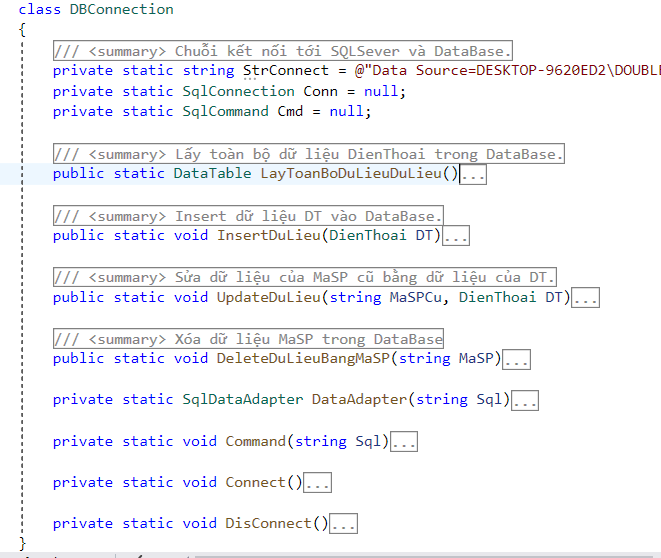 class DBConnection
{
/// <summary> Chuỗi kết nối tới SQLSever và DataBase.
private static string StrConnect = @"Data Source=DESKTOP-9620ED2\DOUBLE
private static SqlConnection Conn = null;
private static SqlCommand Cmd = null;
/// <summary> Lấy toàn bộ dữ liệu DienThoai trong DataBase.
public static DataTable LayToanBoDuLieuDuLieu()...
/// <summary> Insert dữ liệu DT vào DataBase.
public static void InsertDuLieu(DienThoai DT)...
/// <summary> Sửa dữ liệu của MaSP cũ bằng dữ liệu của DT.
public static void UpdateDuLieu(string MaSPCu, DienThoai DT)...
/// <summary> Xóa dữ liệu MaSP trong DataBase
public static void DeleteDuLieuBangMaSP(string MaSP)...
private static SqlDataAdapter DataAdapter(string Sql)...
private static void Command(string Sql)...
private static void Connect()...
private static void DisConnect()...
}